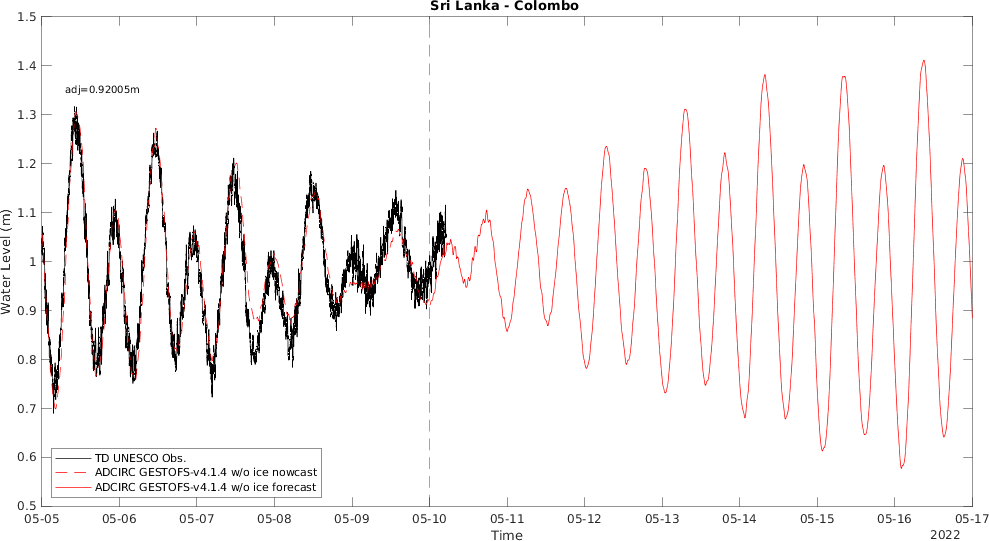 Sri Lanka - Colombo
1.5
1.4
1.3
1.2
1.1
1
0.9
0.8
0.7
0.6
0.5
Water Level (m)
adj=0.92005m
TD UNESCO Obs.
ADCIRC GESTOFS-v4.1.4 w/o ice nowcast
ADCIRC GESTOFS-v4.1.4 w/o ice forecast
05-05 05-06 05-07 05-08 05-09 05-10 05-11 05-12 05-13 05-14 05-15 05-16 05-17
Time
2022